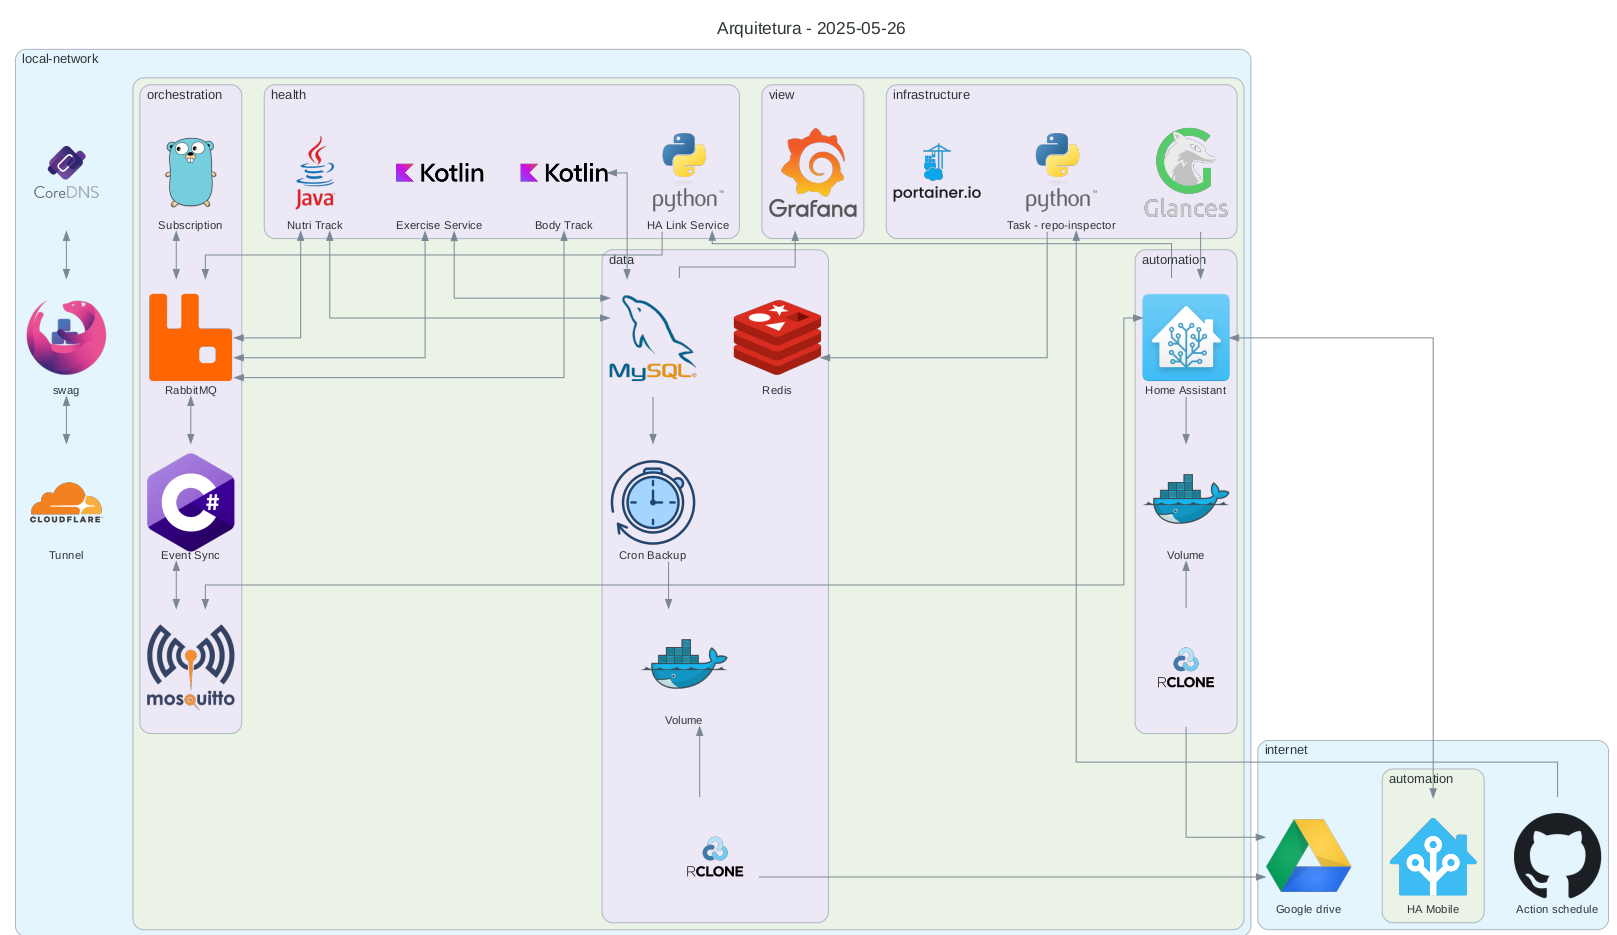 Arquitetura - 2025-05-26
local-network
orchestration
health
view
infrastructure
CoreDNS
Java
Kotlin
Kotlin
python™
Grafana
portainer.io
python™
Glances
Subscription
Nutri Track
Exercise Service
Body Track
HA Link Service
Task - repo-inspector
data
automation
MySQL
swag
RabbitMQ
Redis
Home Assistant
C#
CLOUDFLARE
Tunnel
Event Sync
Cron Backup
Volume
mosquitto
RCLONE
Volume
internet
automation
RCLONE
Google drive
HA Mobile
Action schedule